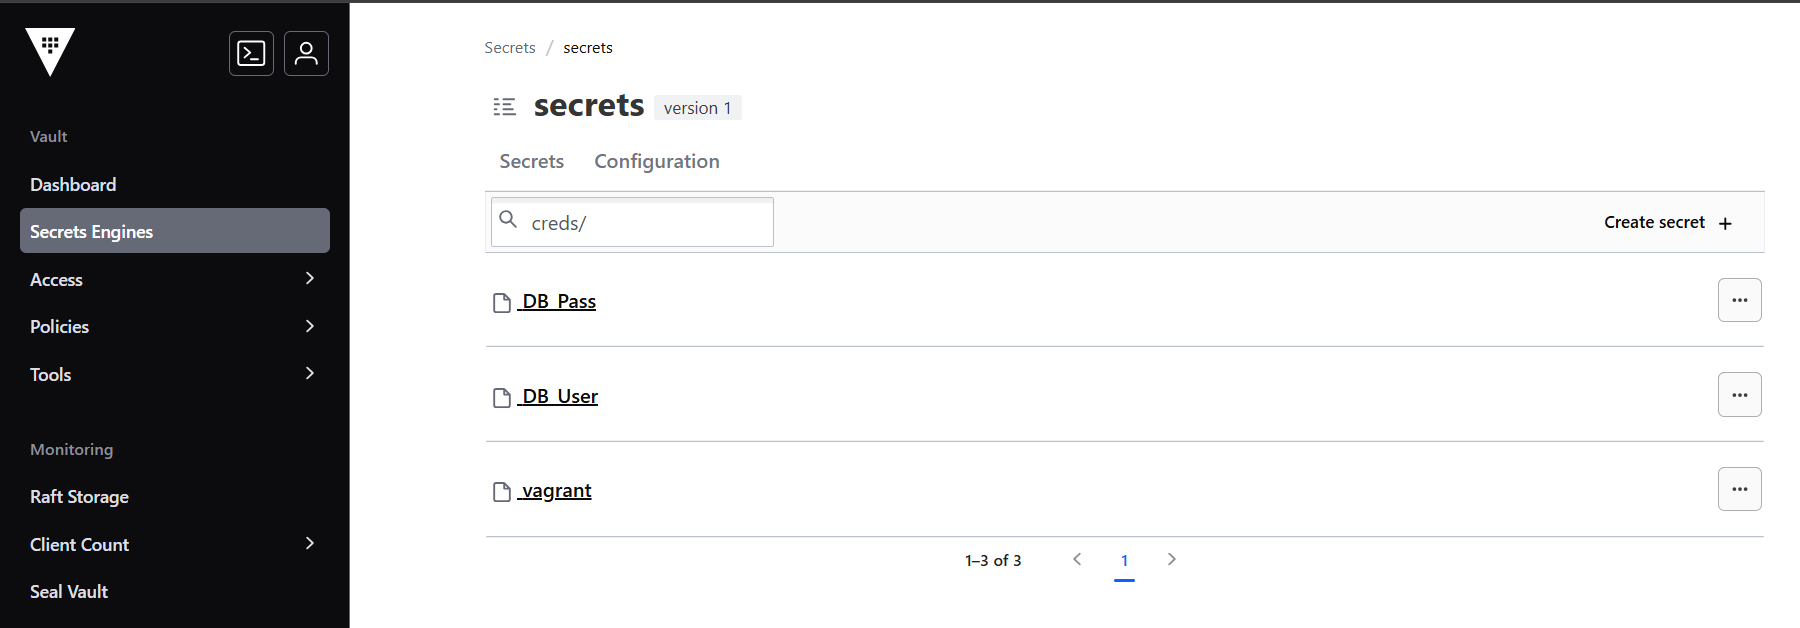 Vault
Dashboard
Secrets Engines
Access
Policies
Tools
Monitoring
Raft Storage
Client Count
Seal Vault
Secrets / secrets
secrets version 1
Secrets Configuration
creds/
Create secret +
DB_Pass
DB_User
vagrant
1–3 of 3 < 1 >